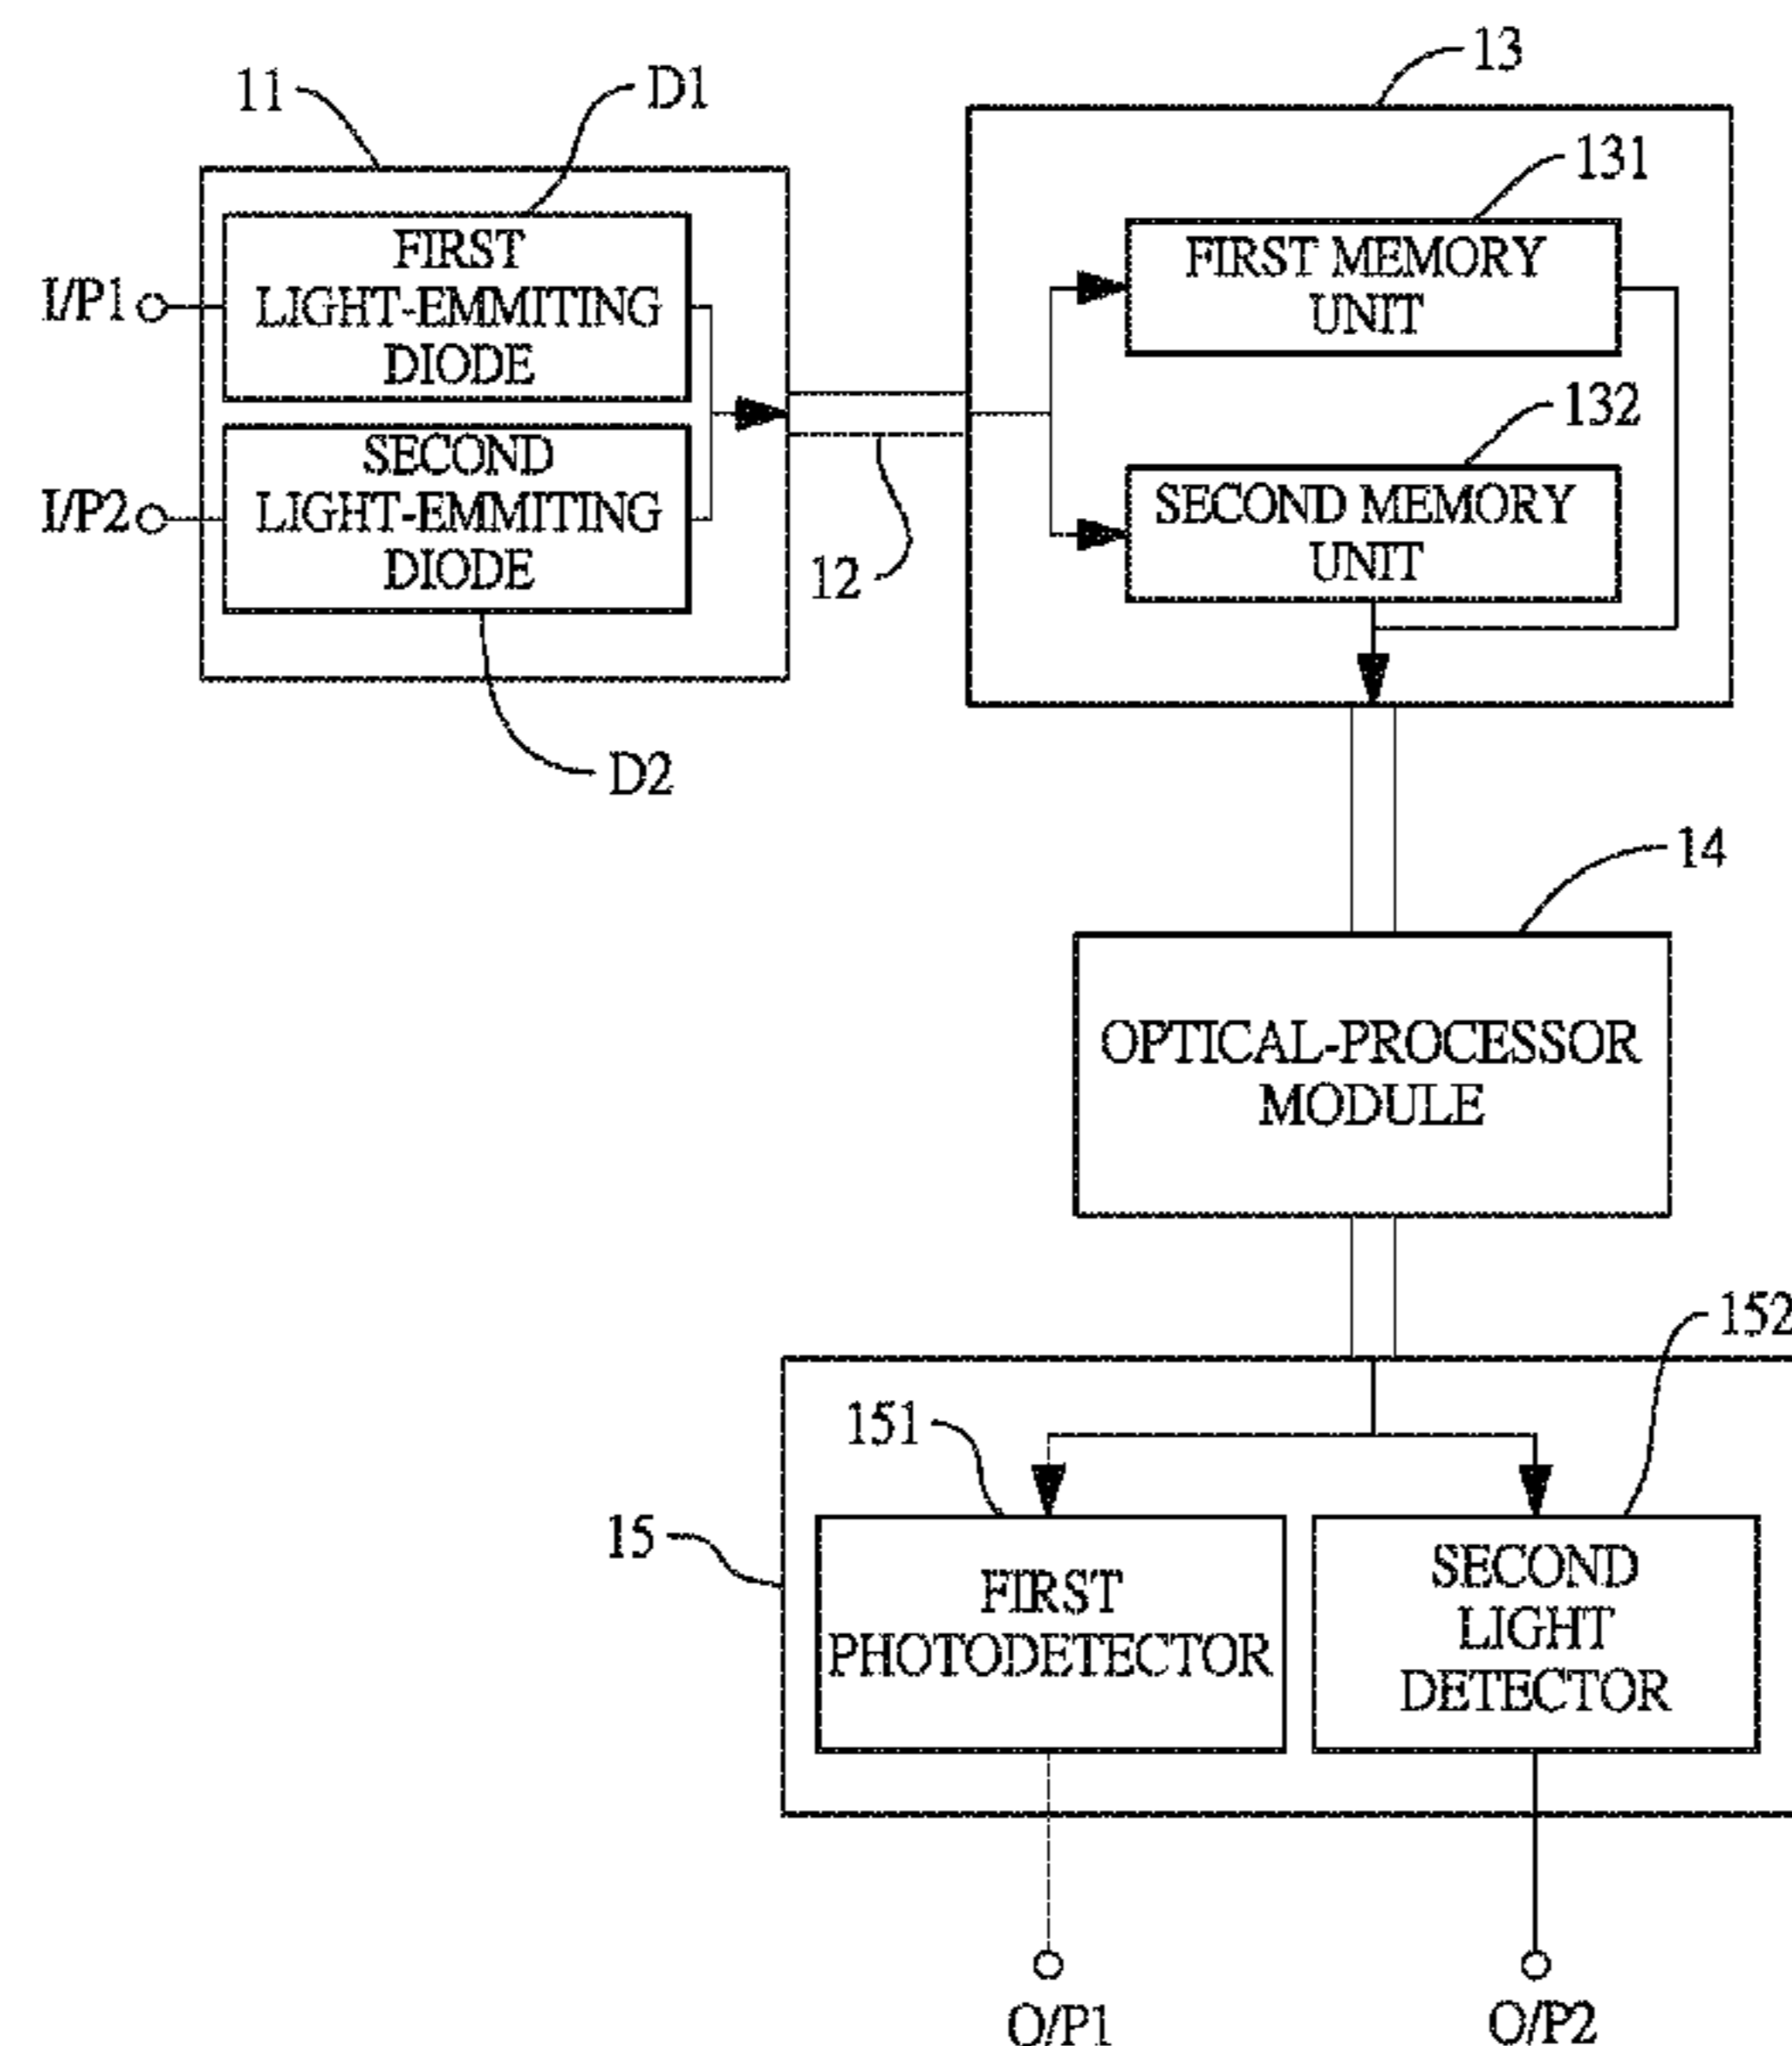 13
11
D1
131
FIRST
LIGHT-EMMITING
DIODE
I/P1
FIRST MEMORY
UNIT
132
SECOND
LIGHT-EMMITING
DIODE
I/P2
SECOND MEMORY
UNIT
12
D2
14
OPTICAL-PROCESSOR
MODULE
152
151
15
FIRST
PHOTODETECTOR
SECOND
LIGHT
DETECTOR
O/P1
O/P2